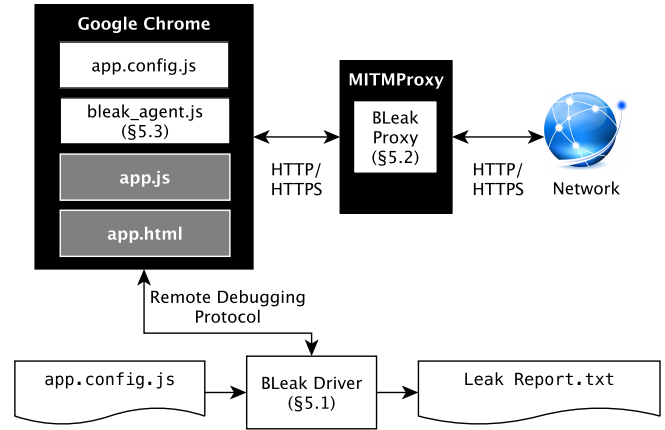 Google Chrome
app.config.js
bleak_agent.js
(§5.3)
app.js
app.html
HTTP/
HTTPS
MITMProxy
BLeak
Proxy
(§5.2)
HTTP/
HTTPS
Network
Remote Debugging
Protocol
app.config.js
BLeak Driver
(§5.1)
Leak Report.txt